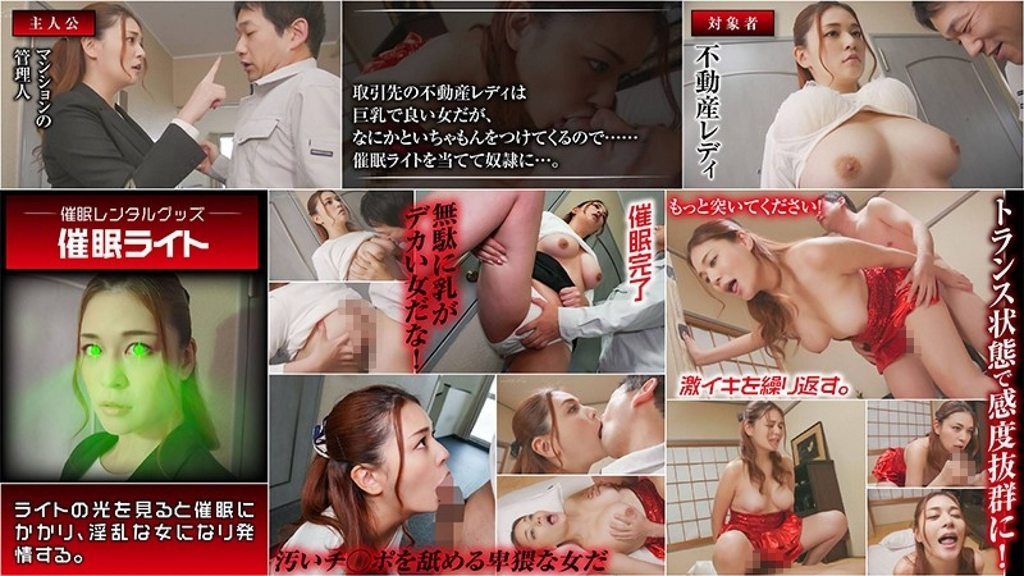 主人公
マンションの
管理人
取引先の不動産レディは
巨乳で良い女だが、
なにかといちゃもんをつけてくるので……
催眠ライトを当てて奴隷に…。
対象者
不動産レディ
催眠レンタルグッズ
催眠ライト
ライトの光を見ると催眠に
かかり、淫乱な女になり発
情する。
無駄に乳が
デカい女だな!
催眠完了
汚いチ●ポを舐める卑猥な女だ
もっと突いてください!
激イキを繰り返す。
トランス状態で感度抜群に!